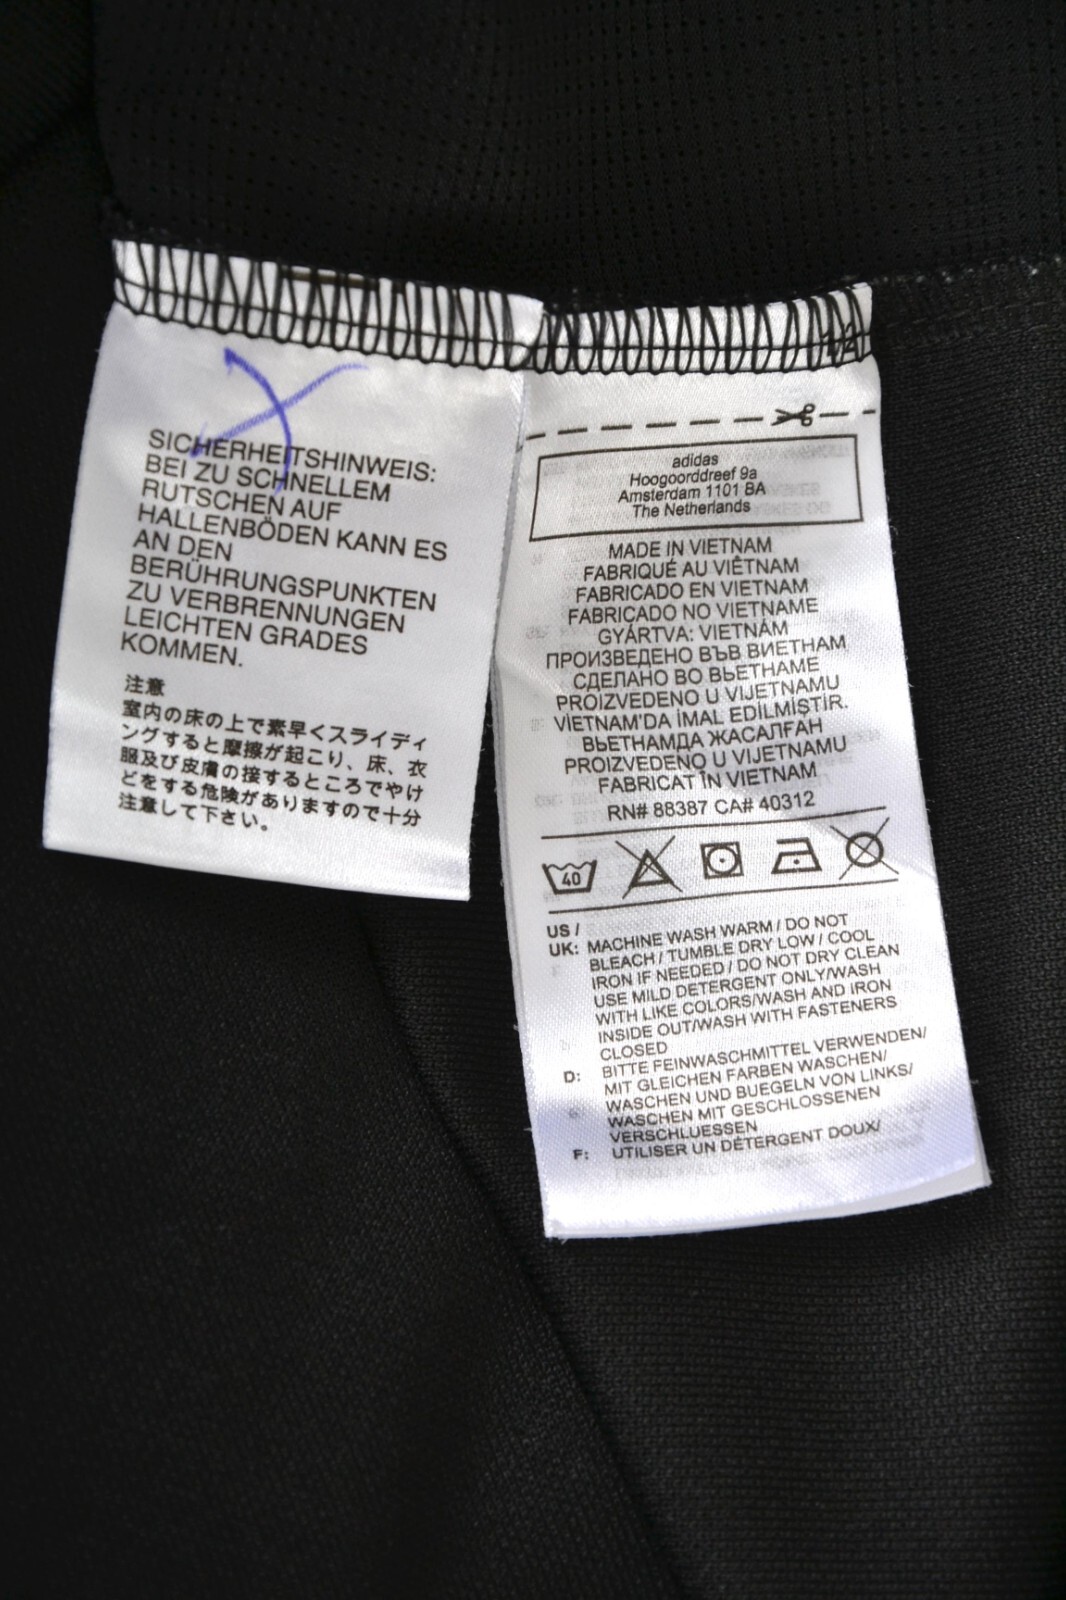 SICHERHEITSHINWEIS:
BEI ZU SCHNELLEM
RUTSCHEN AUF
HALLENBÖDEN KANN ES
AN DEN
BERÜHRUNGSPUNKTEN
ZU VERBRENNUNGEN
LEICHTEN GRADES
KOMMEN.
注意
室内の床の上で素早くスライディ
ングすると摩擦が起こり、床、衣
服及び皮膚の接するところでやけ
どをする危険がありますので十分
注意して下さい。
adidas
Hoogoorddreef 9a
Amsterdam 1101 BA
The Netherlands
MADE IN VIETNAM
FABRIQUÉ AU VIÊTNAM
FABRICADO EN VIETNAM
FABRICADO NO VIETNAME
GYÁRTVA: VIETNÁM
ПРОИЗВЕДЕНО ВЪВ ВИЕТНАМ
СДЕЛАНО ВО ВЬЕТНАМЕ
PROIZVEDENO U VIJETNAMU
VİETNAM'DA İMAL EDİLMİŞTİR.
ВЬЕТНАМДА ЖАСАЛҒАН
PROIZVEDENO U VIJETNAMU
FABRICAT ÎN VIETNAM
RN# 88387 CA# 40312
40
US /
UK: MACHINE WASH WARM / DO NOT
BLEACH / TUMBLE DRY LOW / COOL
IRON IF NEEDED / DO NOT DRY CLEAN
USE MILD DETERGENT ONLY/WASH
WITH LIKE COLORS/WASH AND IRON
INSIDE OUT/WASH WITH FASTENERS
CLOSED
D: BITTE FEINWASCHMITTEL VERWENDEN/
MIT GLEICHEN FARBEN WASCHEN/
WASCHEN UND BUEGELN VON LINKS/
WASCHEN MIT GESCHLOSSENEN
VERSCHLUESSEN
F: UTILISER UN DÉTERGENT DOUX/